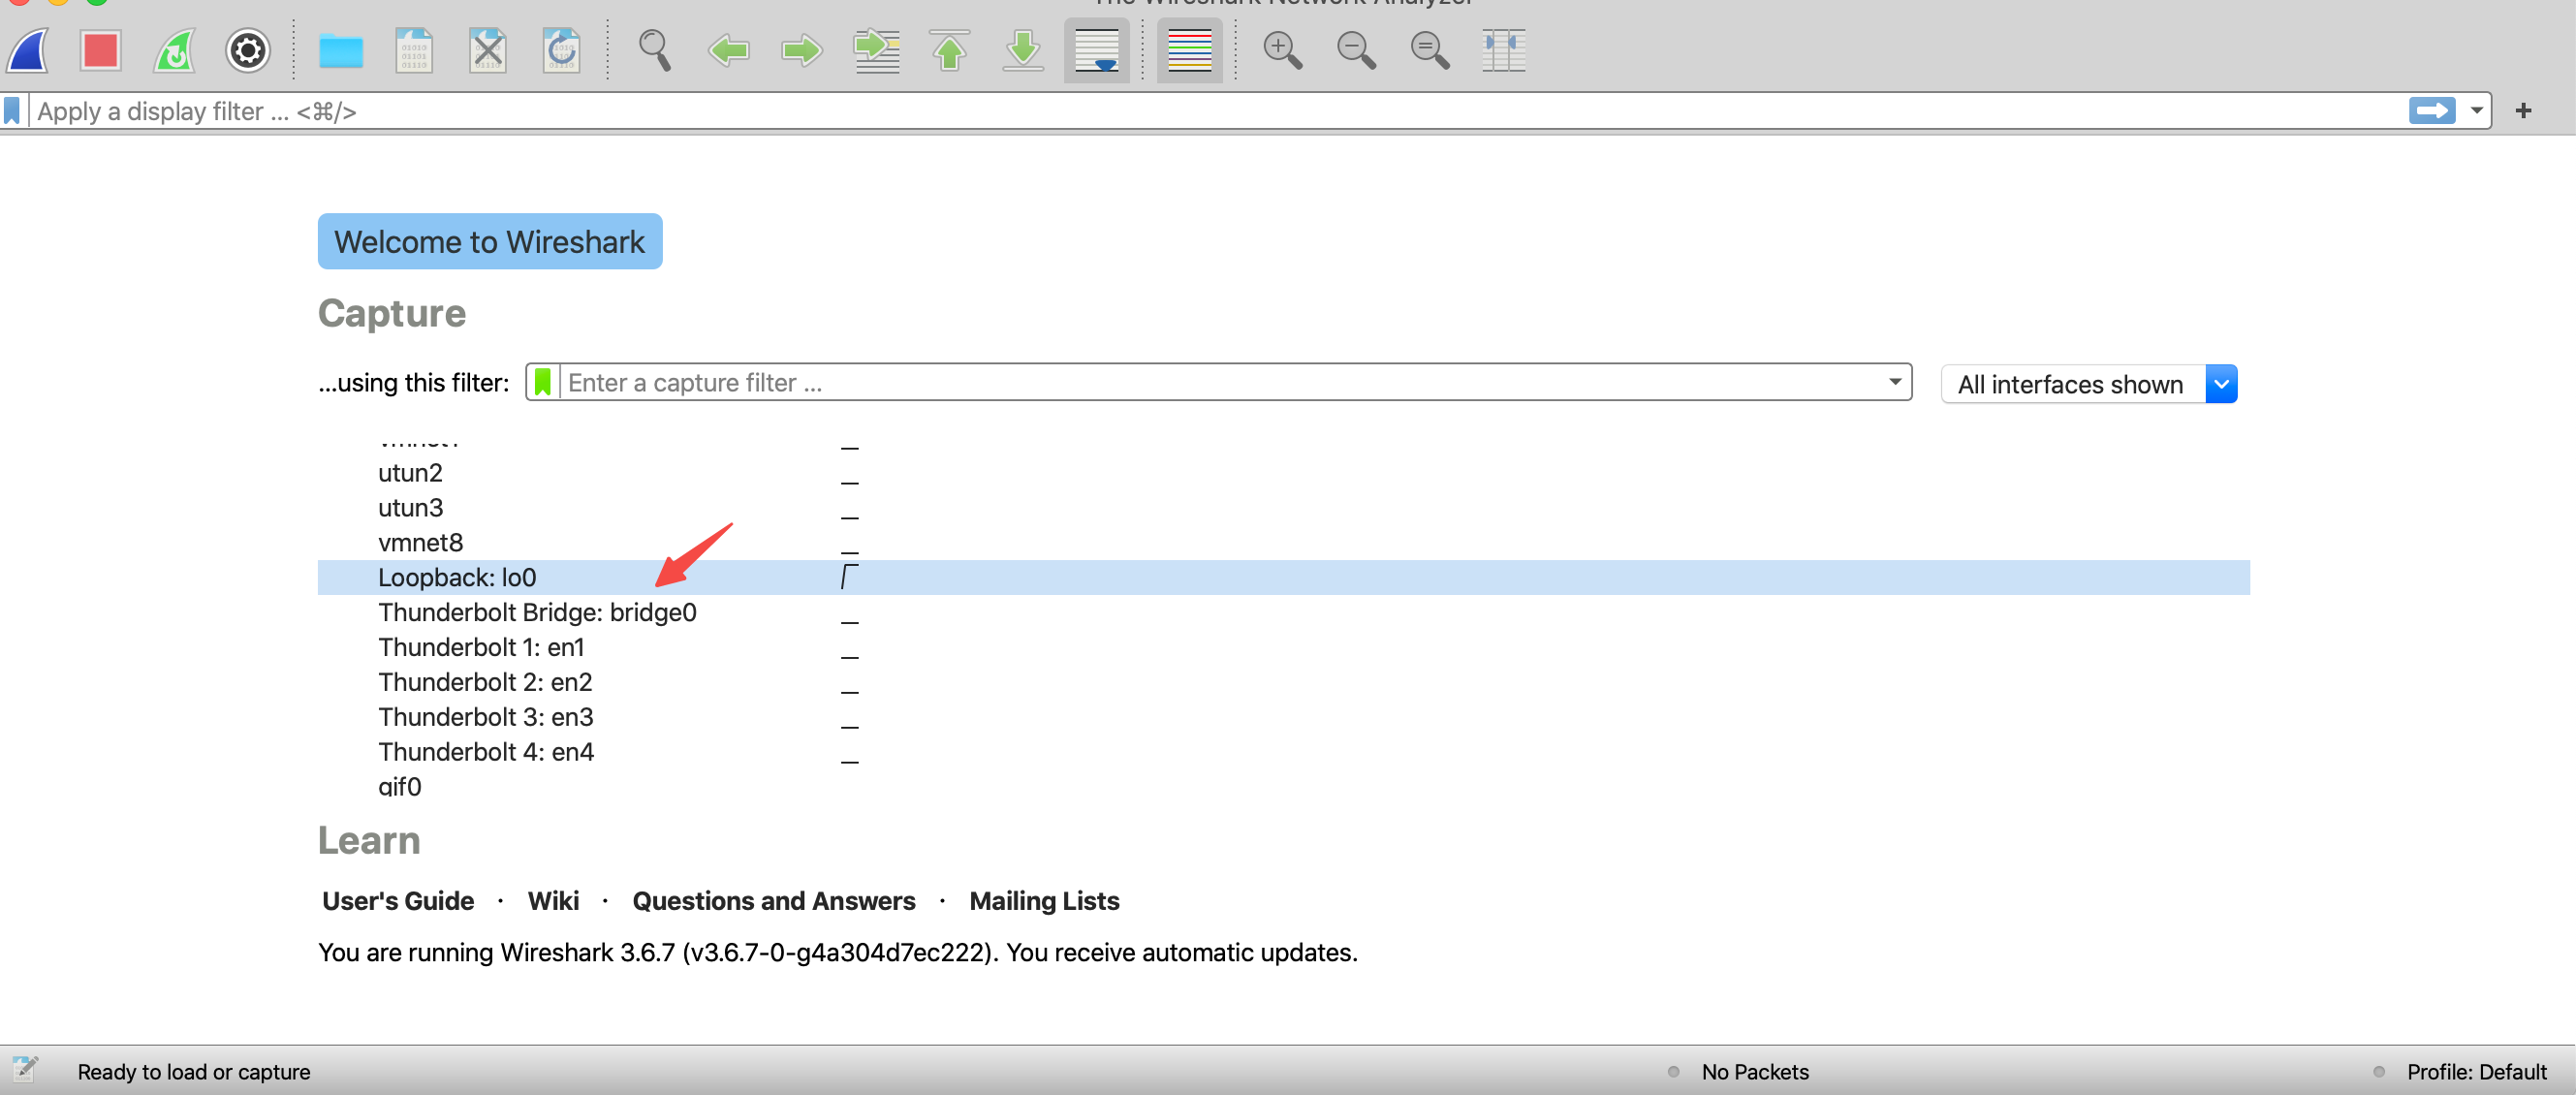 The Wireshark Network Analyzer
Apply a display filter ... <⌘/>
Welcome to Wireshark
Capture
...using this filter: Enter a capture filter ... All interfaces shown
utun2
utun3
vmnet8
Loopback: lo0
Thunderbolt Bridge: bridge0
Thunderbolt 1: en1
Thunderbolt 2: en2
Thunderbolt 3: en3
Thunderbolt 4: en4
gif0
Learn
User's Guide · Wiki · Questions and Answers · Mailing Lists
You are running Wireshark 3.6.7 (v3.6.7-0-g4a304d7ec222). You receive automatic updates.
Ready to load or capture No Packets Profile: Default